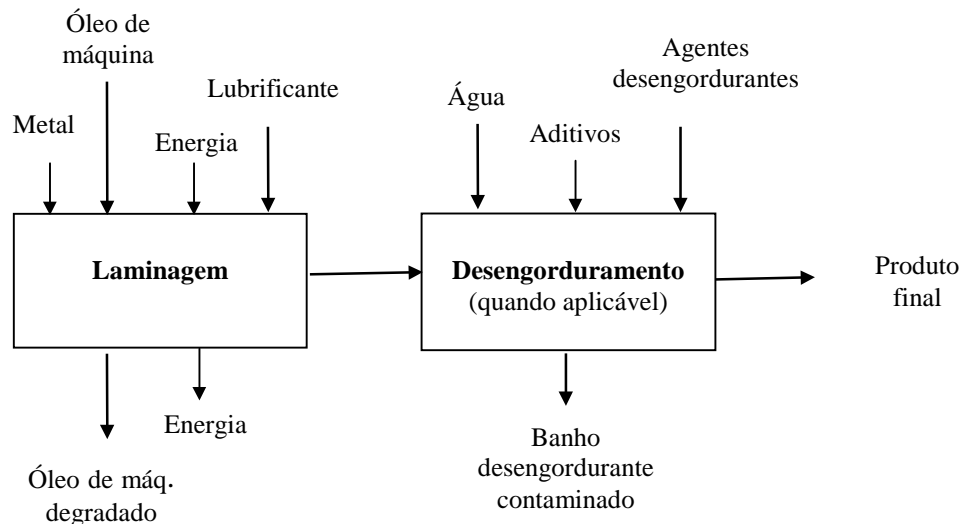 Óleo de
máquina
Metal
Energia
Lubrificante
Água
Aditivos
Agentes
desengordurantes
Laminagem
Desengorduramento
(quando aplicável)
Produto
final
Energia
Óleo de máq.
degradado
Banho
desengordurante
contaminado